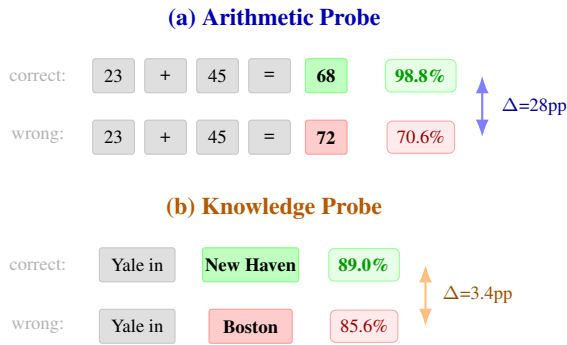 (a) Arithmetic Probe
correct: 23 + 45 = 68 98.8%
Δ=28pp
wrong: 23 + 45 = 72 70.6%
(b) Knowledge Probe
correct: Yale in New Haven 89.0%
Δ=3.4pp
wrong: Yale in Boston 85.6%